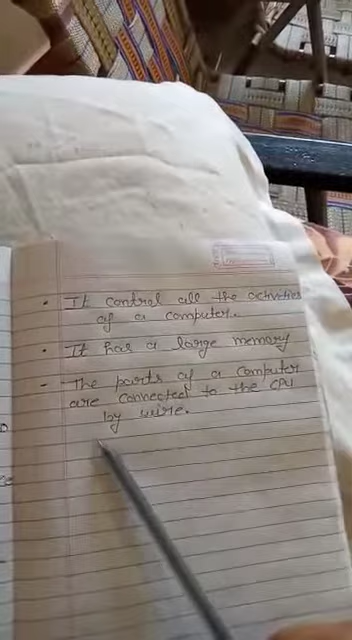 • It control all the activities
of a computer.
• It has a large memory
- The parts of a computer
are connected to the CPU
by wire.